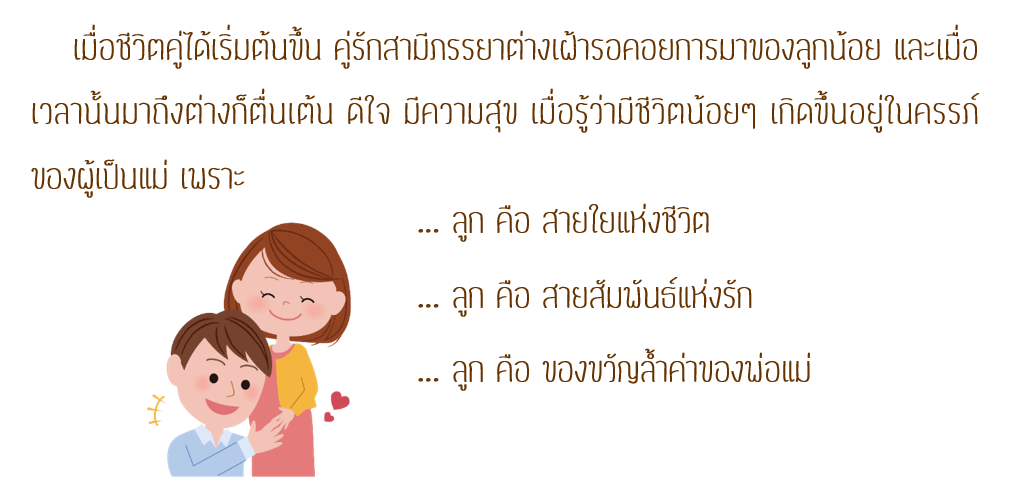 เมื่อชีวิตคู่ได้เริ่มต้นขึ้น คู่รักสามีภรรยาต่างเฝ้ารอคอยการมาของลูกน้อย และเมื่อ
เวลานั้นมาถึงต่างก็ตื่นเต้น ดีใจ มีความสุข เมื่อรู้ว่ามีชีวิตน้อยๆ เกิดขึ้นอยู่ในครรภ์
ของผู้เป็นแม่ เพราะ
... ลูก คือ สายใยแห่งชีวิต
... ลูก คือ สายสัมพันธ์แห่งรัก
... ลูก คือ ของขวัญล้ำค่าของพ่อแม่